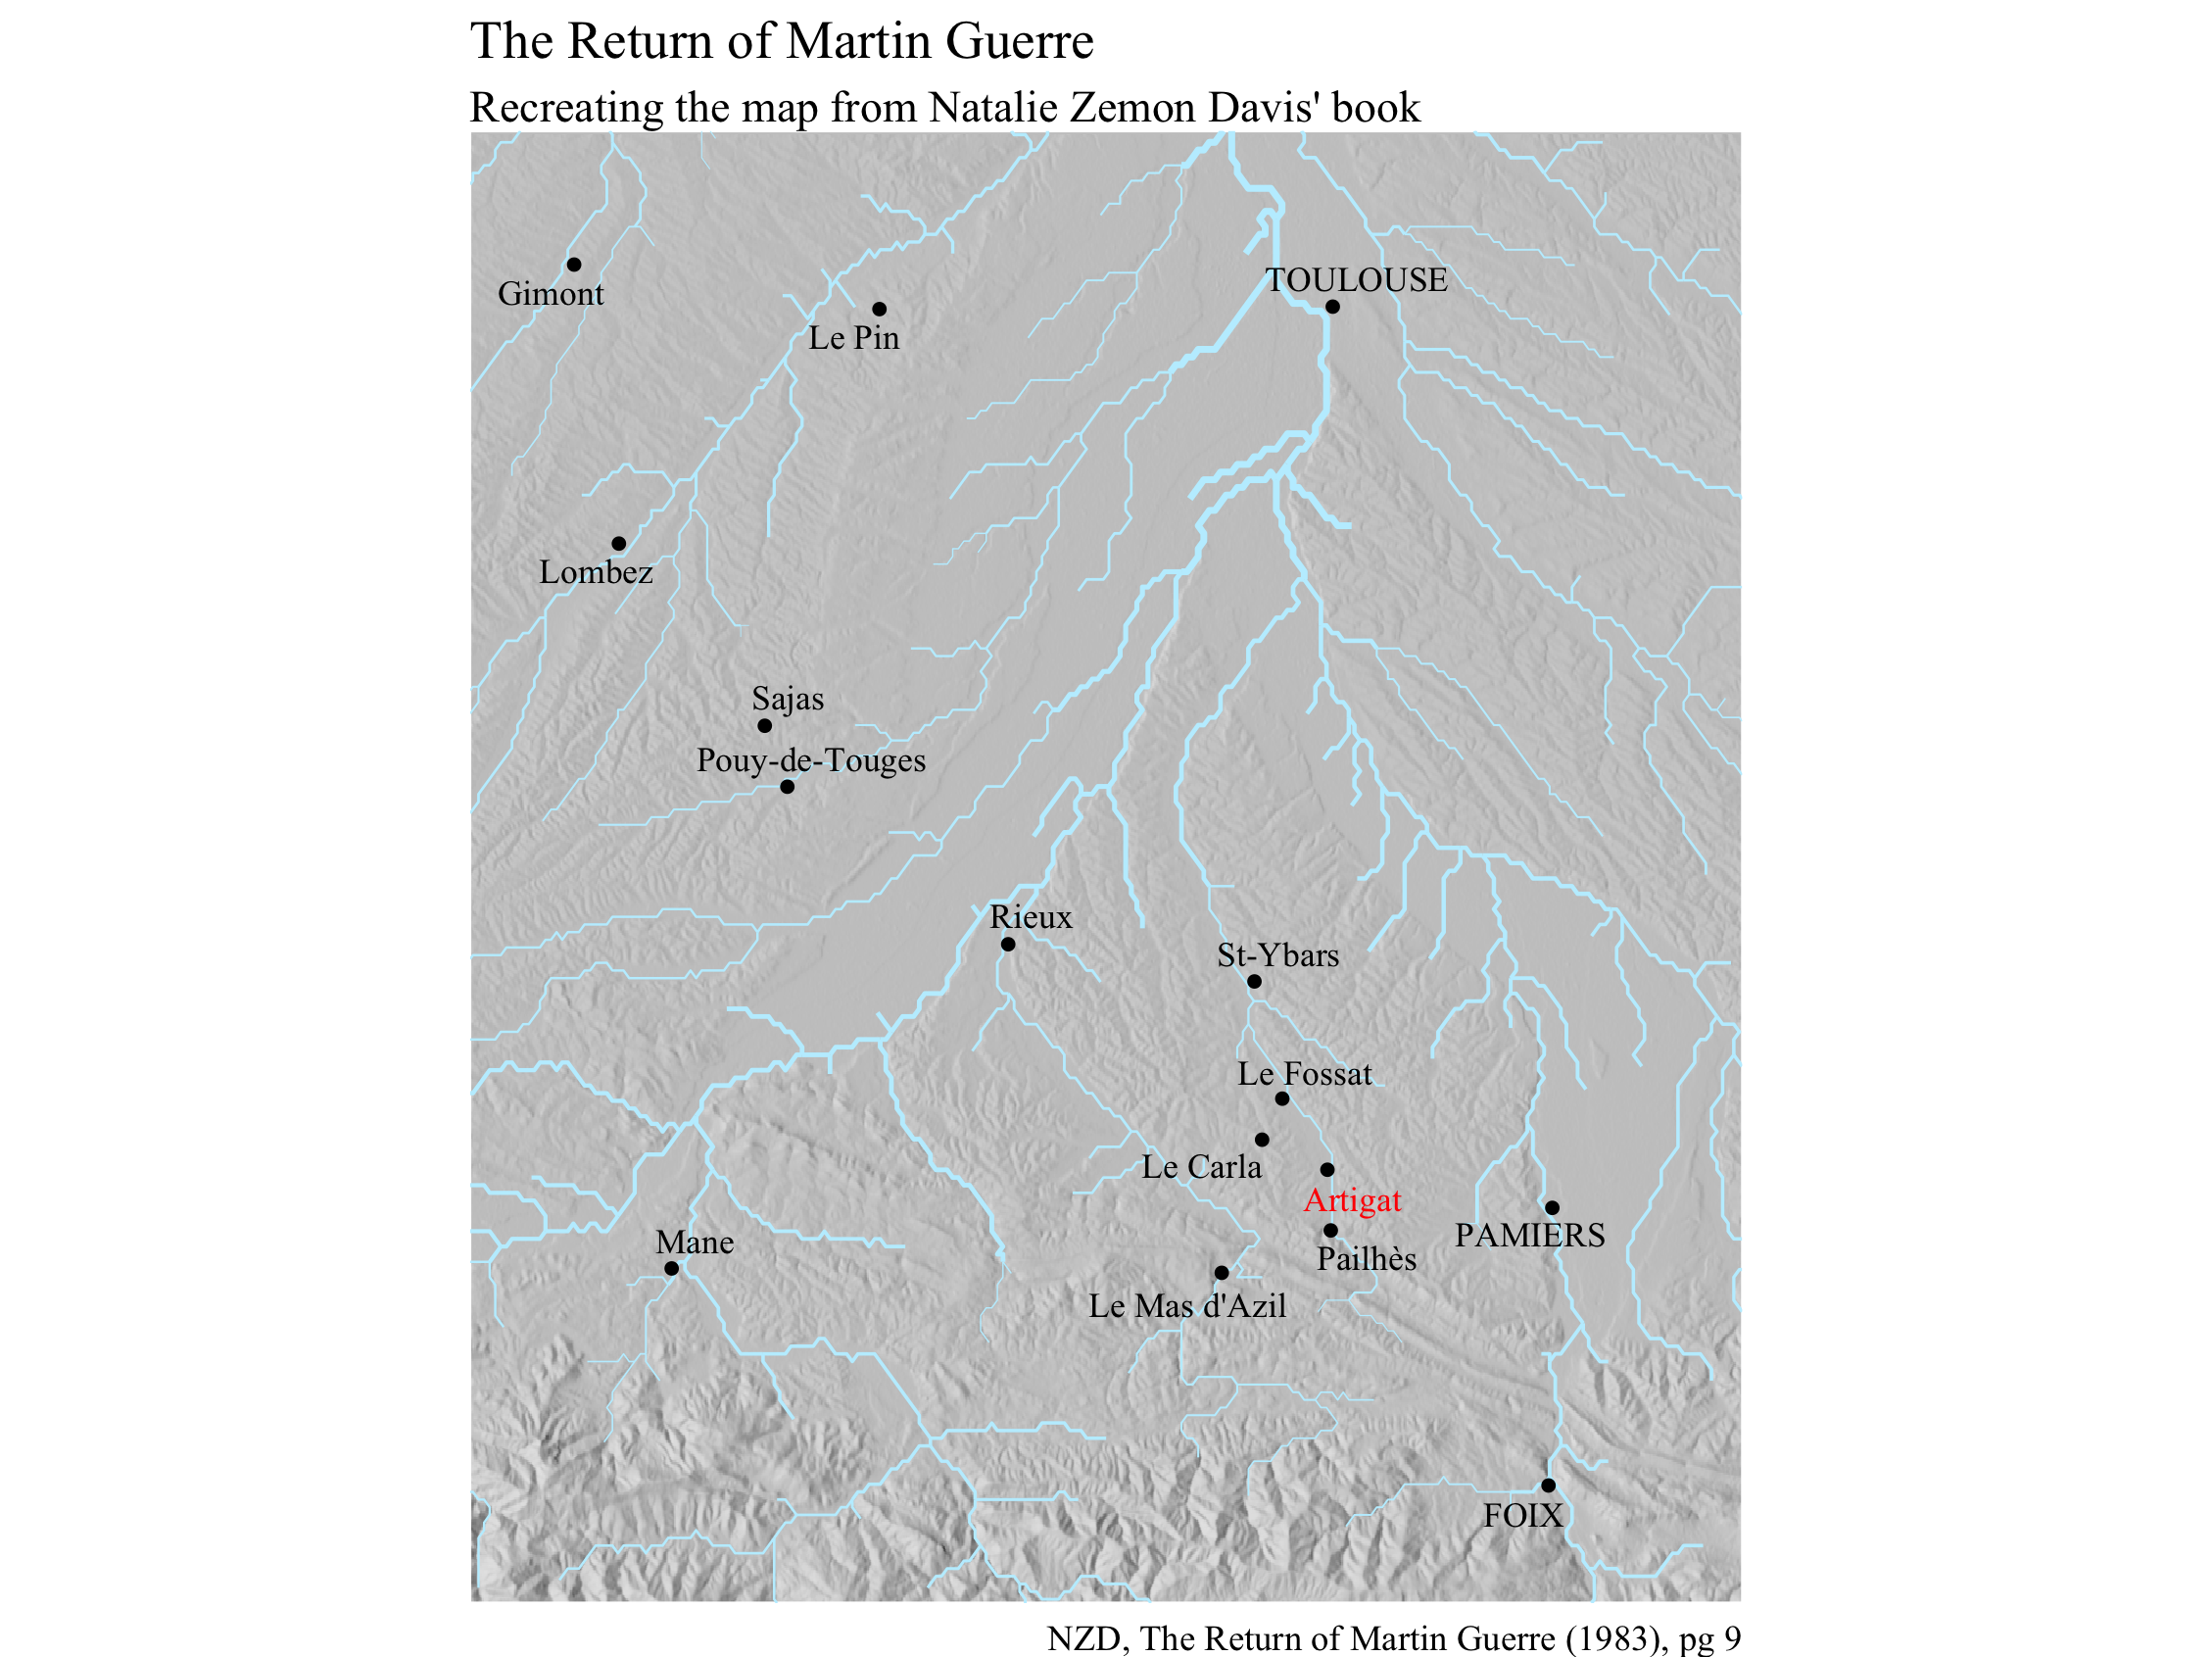 The Return of Martin Guerre
Recreating the map from Natalie Zemon Davis' book
TOULOUSE
Gimont
Le Pin
Lombez
Sajas
Pouy-de-Touges
Rieux
St-Ybars
Le Fossat
Le Carla
Artigat
PAMIERS
Mane
Pailhès
Le Mas d'Azil
FOIX
NZD, The Return of Martin Guerre (1983), pg 9